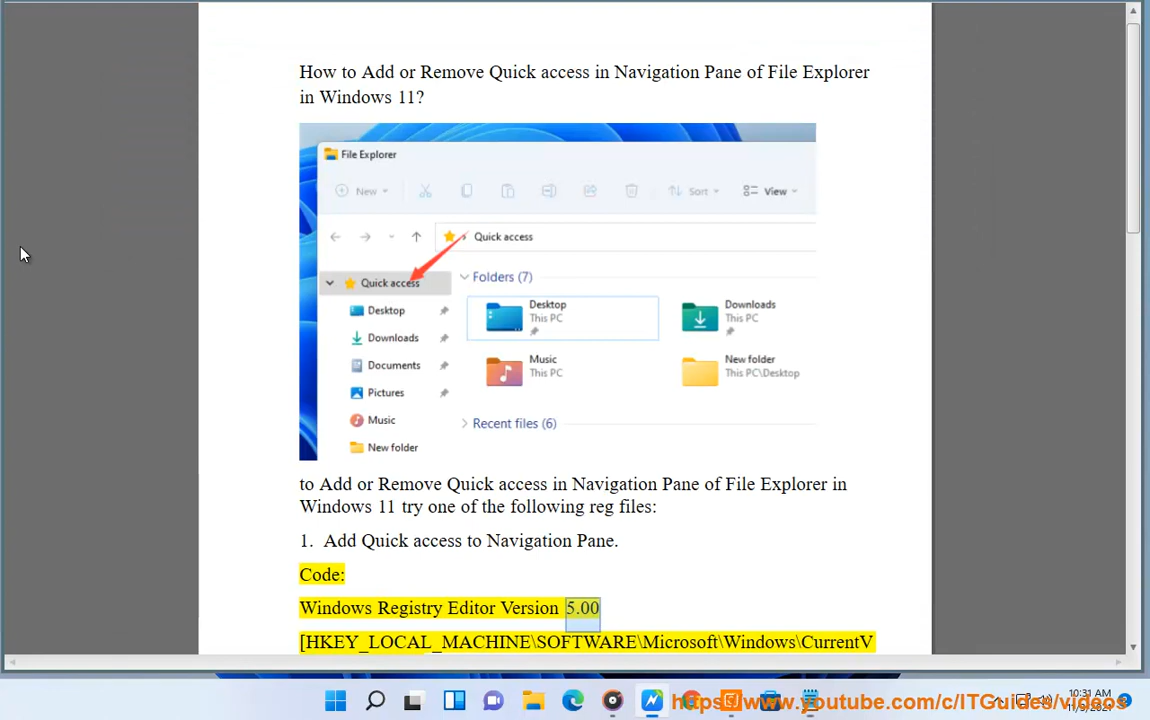 How to Add or Remove Quick access in Navigation Pane of File Explorer
in Windows 11?
File Explorer
New
Sort
View
Quick access
Quick access
Folders (7)
Desktop
Desktop
This PC
Downloads
This PC
Downloads
Documents
Music
This PC
New folder
This PC\Desktop
Pictures
Music
Recent files (6)
New folder
to Add or Remove Quick access in Navigation Pane of File Explorer in
Windows 11 try one of the following reg files:
1. Add Quick access to Navigation Pane.
Code:
Windows Registry Editor Version 5.00
[HKEY_LOCAL_MACHINE\SOFTWARE\Microsoft\Windows\CurrentV
10:31 AM
https://www.youtube.com/c/ITGuides/videos